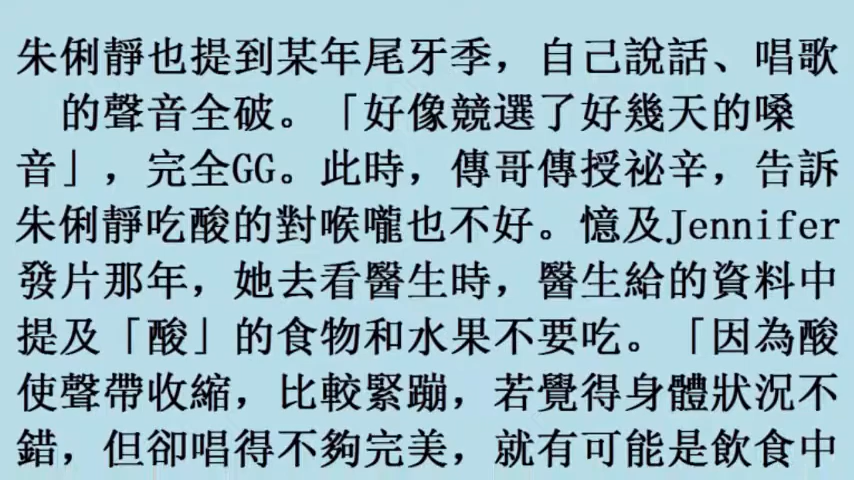 朱俐靜也提到某年尾牙季，自己說話、唱歌
的聲音全破。「好像競選了好幾天的嗓
音」，完全GG。此時，傳哥傳授祕辛，告訴
朱俐靜吃酸的對喉嚨也不好。憶及Jennifer
發片那年，她去看醫生時，醫生給的資料中
提及「酸」的食物和水果不要吃。「因為酸
使聲帶收縮，比較緊蹦，若覺得身體狀況不
錯，但卻唱得不夠完美，就有可能是飲食中